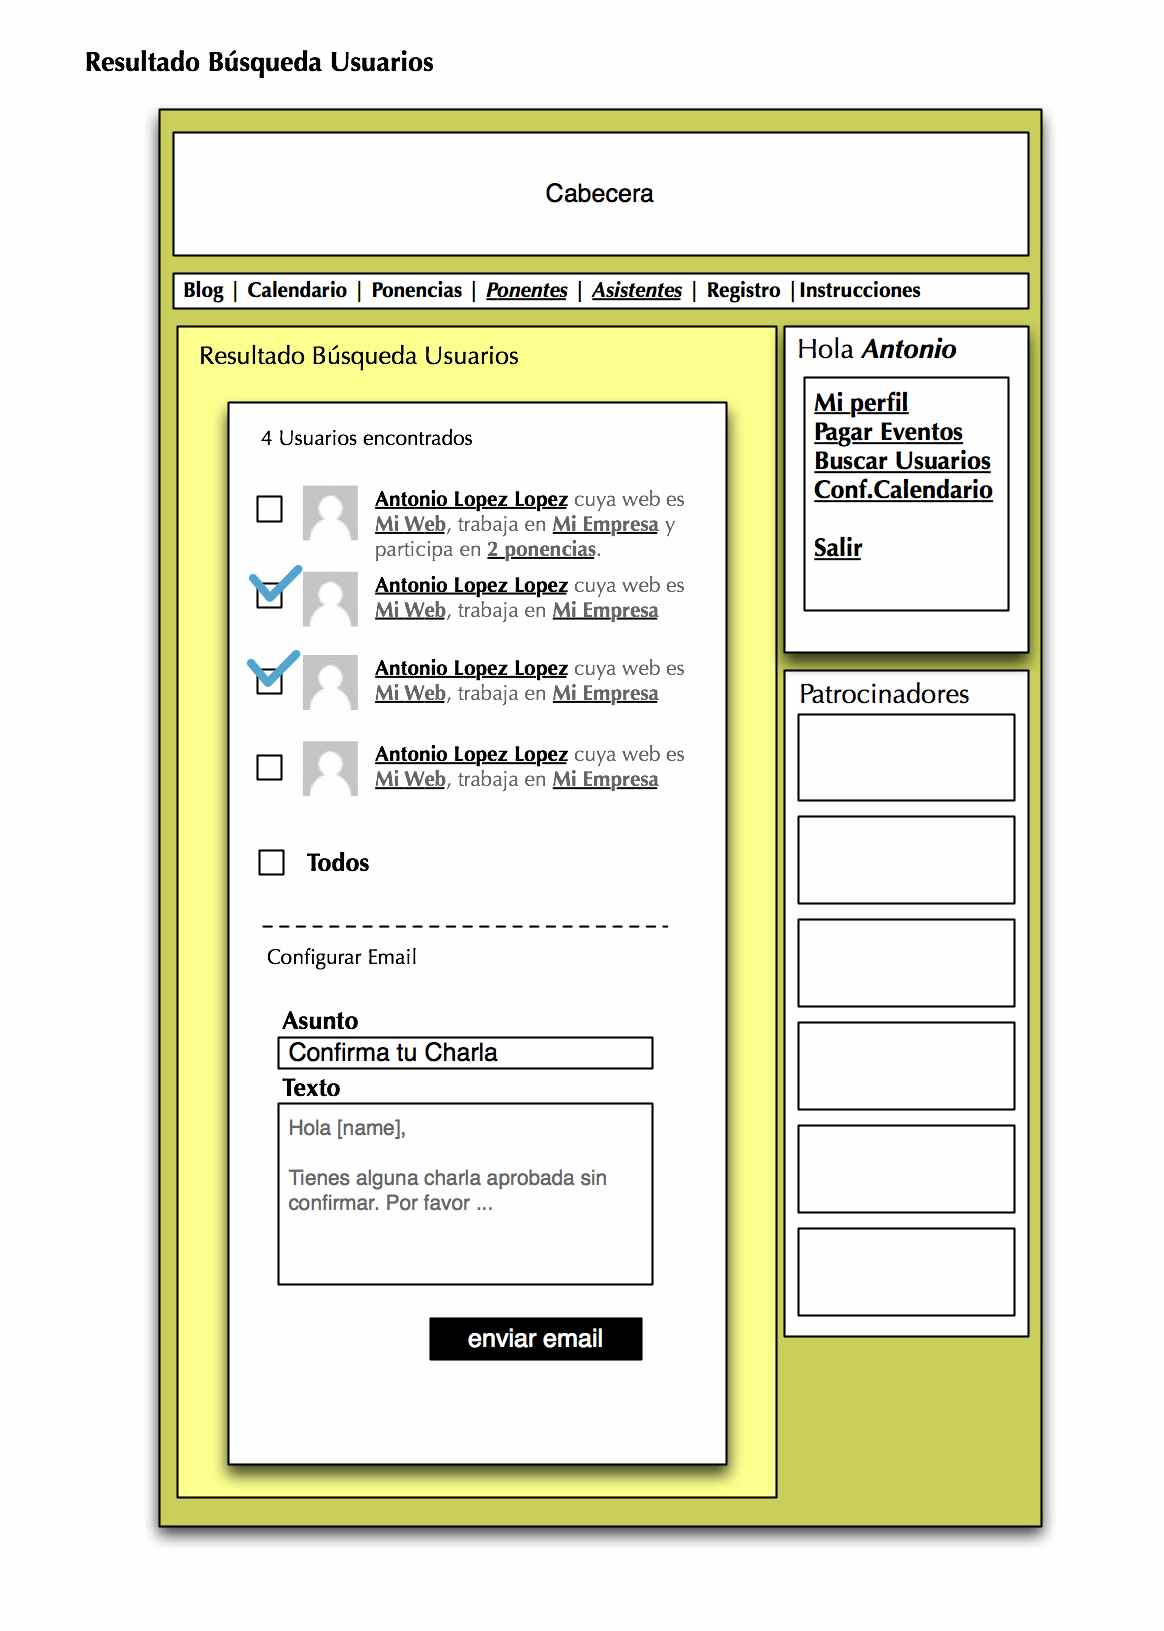 Resultado Búsqueda Usuarios
Cabecera
Blog | Calendario | Ponencias | Ponentes | Asistentes | Registro |Instrucciones
Resultado Búsqueda Usuarios
4 Usuarios encontrados
Antonio Lopez Lopez cuya web es
Mi Web, trabaja en Mi Empresa y
participa en 2 ponencias.
Antonio Lopez Lopez cuya web es
Mi Web, trabaja en Mi Empresa
Antonio Lopez Lopez cuya web es
Mi Web, trabaja en Mi Empresa
Antonio Lopez Lopez cuya web es
Mi Web, trabaja en Mi Empresa
Todos
Configurar Email
Asunto
Confirma tu Charla
Texto
Hola [name],
Tienes alguna charla aprobada sin
confirmar. Por favor ...
enviar email
Hola Antonio
Mi perfil
Pagar Eventos
Buscar Usuarios
Conf.Calendario
Salir
Patrocinadores